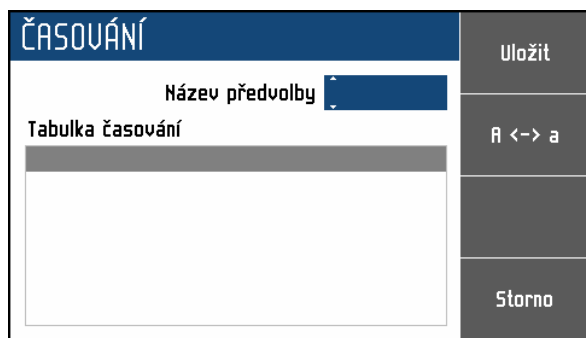 ČASOVÁNÍ
Název předvolby
Tabulka časování
Uložit
A <-> a
Storno